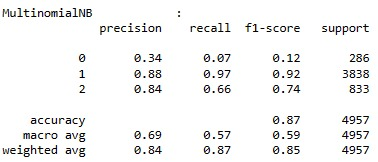 MultinomialNB :
precision recall f1-score support
0 0.34 0.07 0.12 286
1 0.88 0.97 0.92 3838
2 0.84 0.66 0.74 833
accuracy 0.87 4957
macro avg 0.69 0.57 0.59 4957
weighted avg 0.84 0.87 0.85 4957